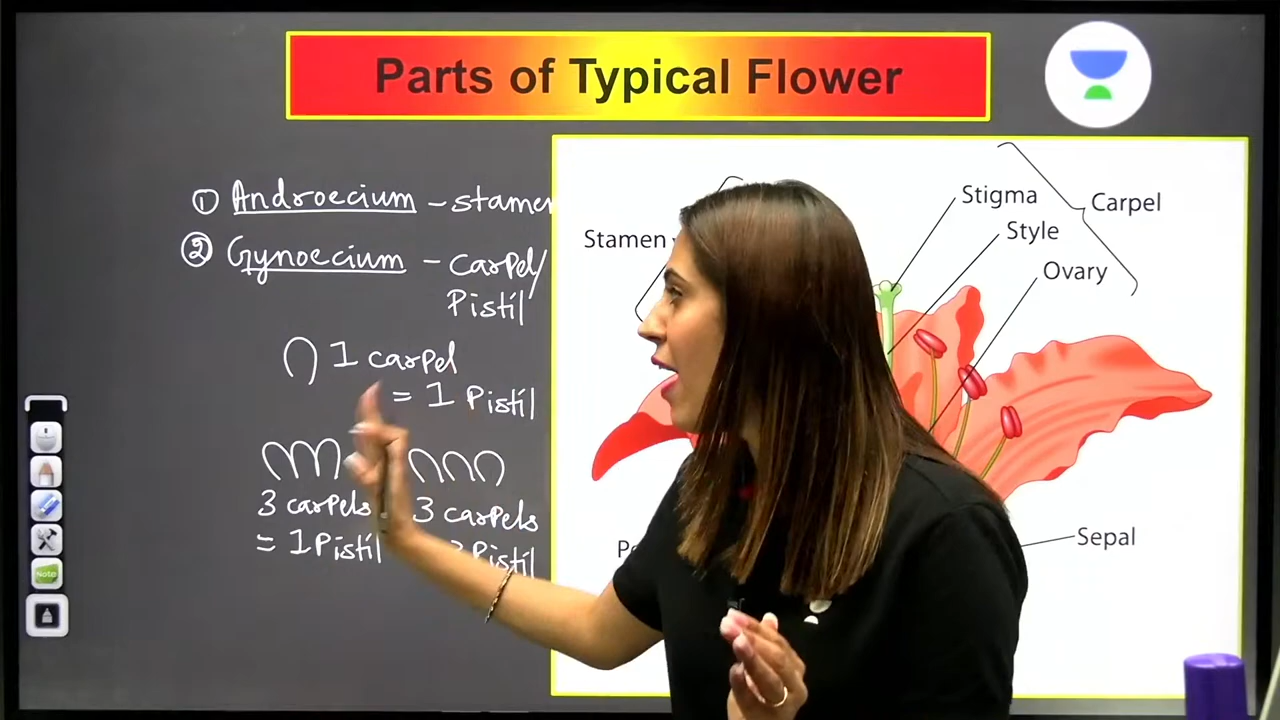 Parts of Typical Flower
① Androecium – stamen
② Gynoecium – carpel/
Pistil
1 carpel
= 1 Pistil
3 carpels
= 1 Pistil
3 carpels
Pistil
Stamen
Stigma
Style
Ovary
Carpel
Sepal
NOTE